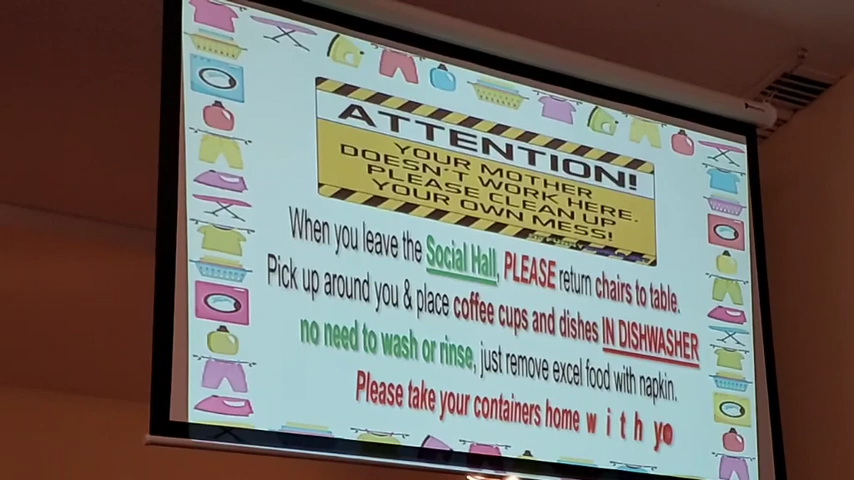 ATTENTION!
YOUR MOTHER
DOESN'T WORK HERE.
PLEASE CLEAN UP
YOUR OWN MESS!
When you leave the Social Hall, PLEASE return chairs to table.
Pick up around you & place coffee cups and dishes IN DISHWASHER
no need to wash or rinse, just remove excel food with napkin.
Please take your containers home w i t h yo